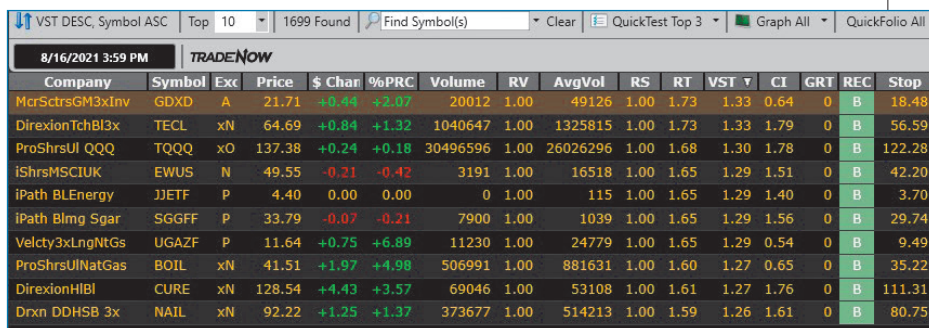 VST DESC, Symbol ASC Top 10 1699 Found Find Symbol(s) Clear QuickTest Top 3 Graph All QuickFolio All
8/16/2021 3:59 PM TRADENOW
Company Symbol Exc Price $ Chan %PRC Volume RV AvgVol RS RT VST ▼ CI GRT REC Stop
McrSctrsGM3xInv GDXD A 21.71 +0.44 +2.07 20012 1.00 49126 1.00 1.73 1.33 0.64 0 B 18.48
DirexionTchBl3x TECL xN 64.69 +0.84 +1.32 1040647 1.00 1325815 1.00 1.73 1.33 1.79 0 B 56.59
ProShrsUl QQQ TQQQ xO 137.38 +0.24 +0.18 30496596 1.00 26026296 1.00 1.68 1.30 1.78 0 B 122.28
iShrsMSCIUK EWUS N 49.55 -0.21 -0.42 3191 1.00 16518 1.00 1.65 1.29 1.51 0 B 42.20
iPath BLEnergy JJETF P 4.40 0.00 0.00 0 1.00 115 1.00 1.65 1.29 1.40 0 B 3.70
iPath Blmg Sgar SGGFF P 33.79 -0.07 -0.21 7900 1.00 1039 1.00 1.65 1.29 1.56 0 B 29.74
Velcty3xLngNtGs UGAZF P 11.64 +0.75 +6.89 11230 1.00 24779 1.00 1.65 1.29 0.54 0 B 9.49
ProShrsUlNatGas BOIL xN 41.51 +1.97 +4.98 506991 1.00 881631 1.00 1.60 1.27 0.65 0 B 35.22
DirexionHlBl CURE xN 128.54 +4.43 +3.57 69046 1.00 53108 1.00 1.61 1.27 1.76 0 B 111.31
Drxn DDHSB 3x NAIL xN 92.22 +1.25 +1.37 373677 1.00 514213 1.00 1.59 1.26 1.61 0 B 80.75